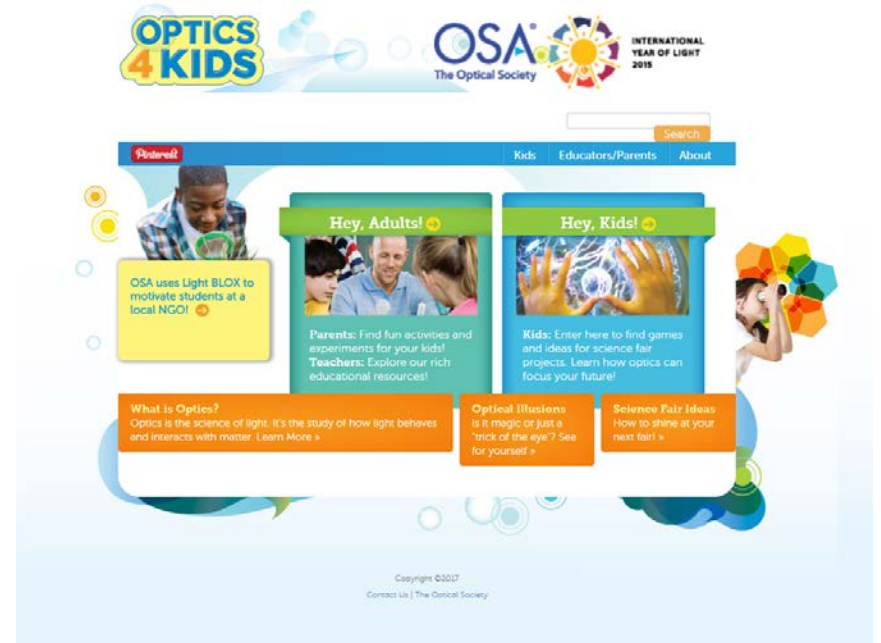 OPTICS
4 KIDS
OSA
The Optical Society
INTERNATIONAL
YEAR OF LIGHT
2015
Search
Pinterest
Kids Educators/Parents About
OSA uses Light BLOX to
motivate students at a
local NGO!
Hey, Adults!
Parents: Find fun activities and
experiments for your kids!
Teachers: Explore our rich
educational resources!
Hey, Kids!
Kids: Enter here to find games
and ideas for science fair
projects. Learn how optics can
focus your future!
What is Optics?
Optics is the science of light. It's the study of how light behaves
and interacts with matter. Learn More »
Optical Illusions
Is it magic or just a
"trick of the eye"? See
for yourself »
Science Fair Ideas
How to shine at your
next fair! »
Copyright ©2017
Contact Us | The Optical Society